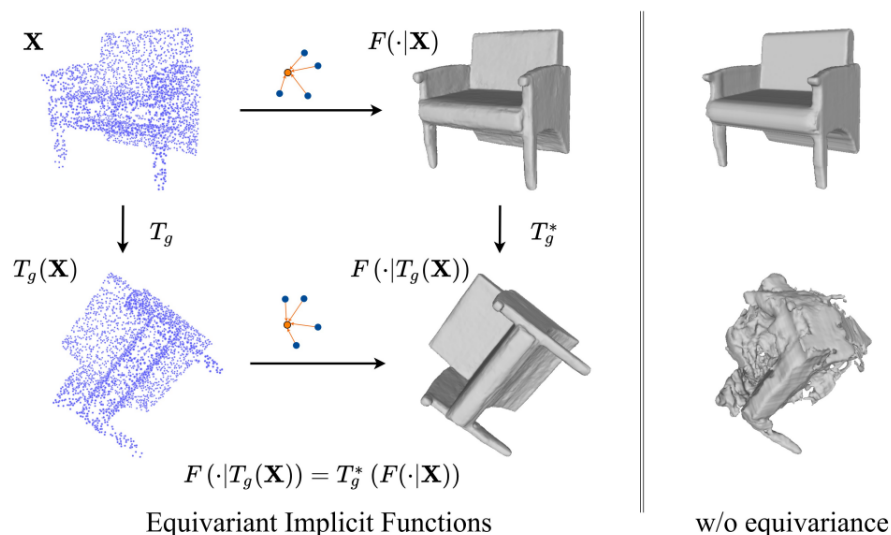 X
F(·|X)
T_g
T_g^*
T_g(X)
F(·|T_g(X))
F(·|T_g(X)) = T_g^*(F(·|X))
Equivariant Implicit Functions
w/o equivariance